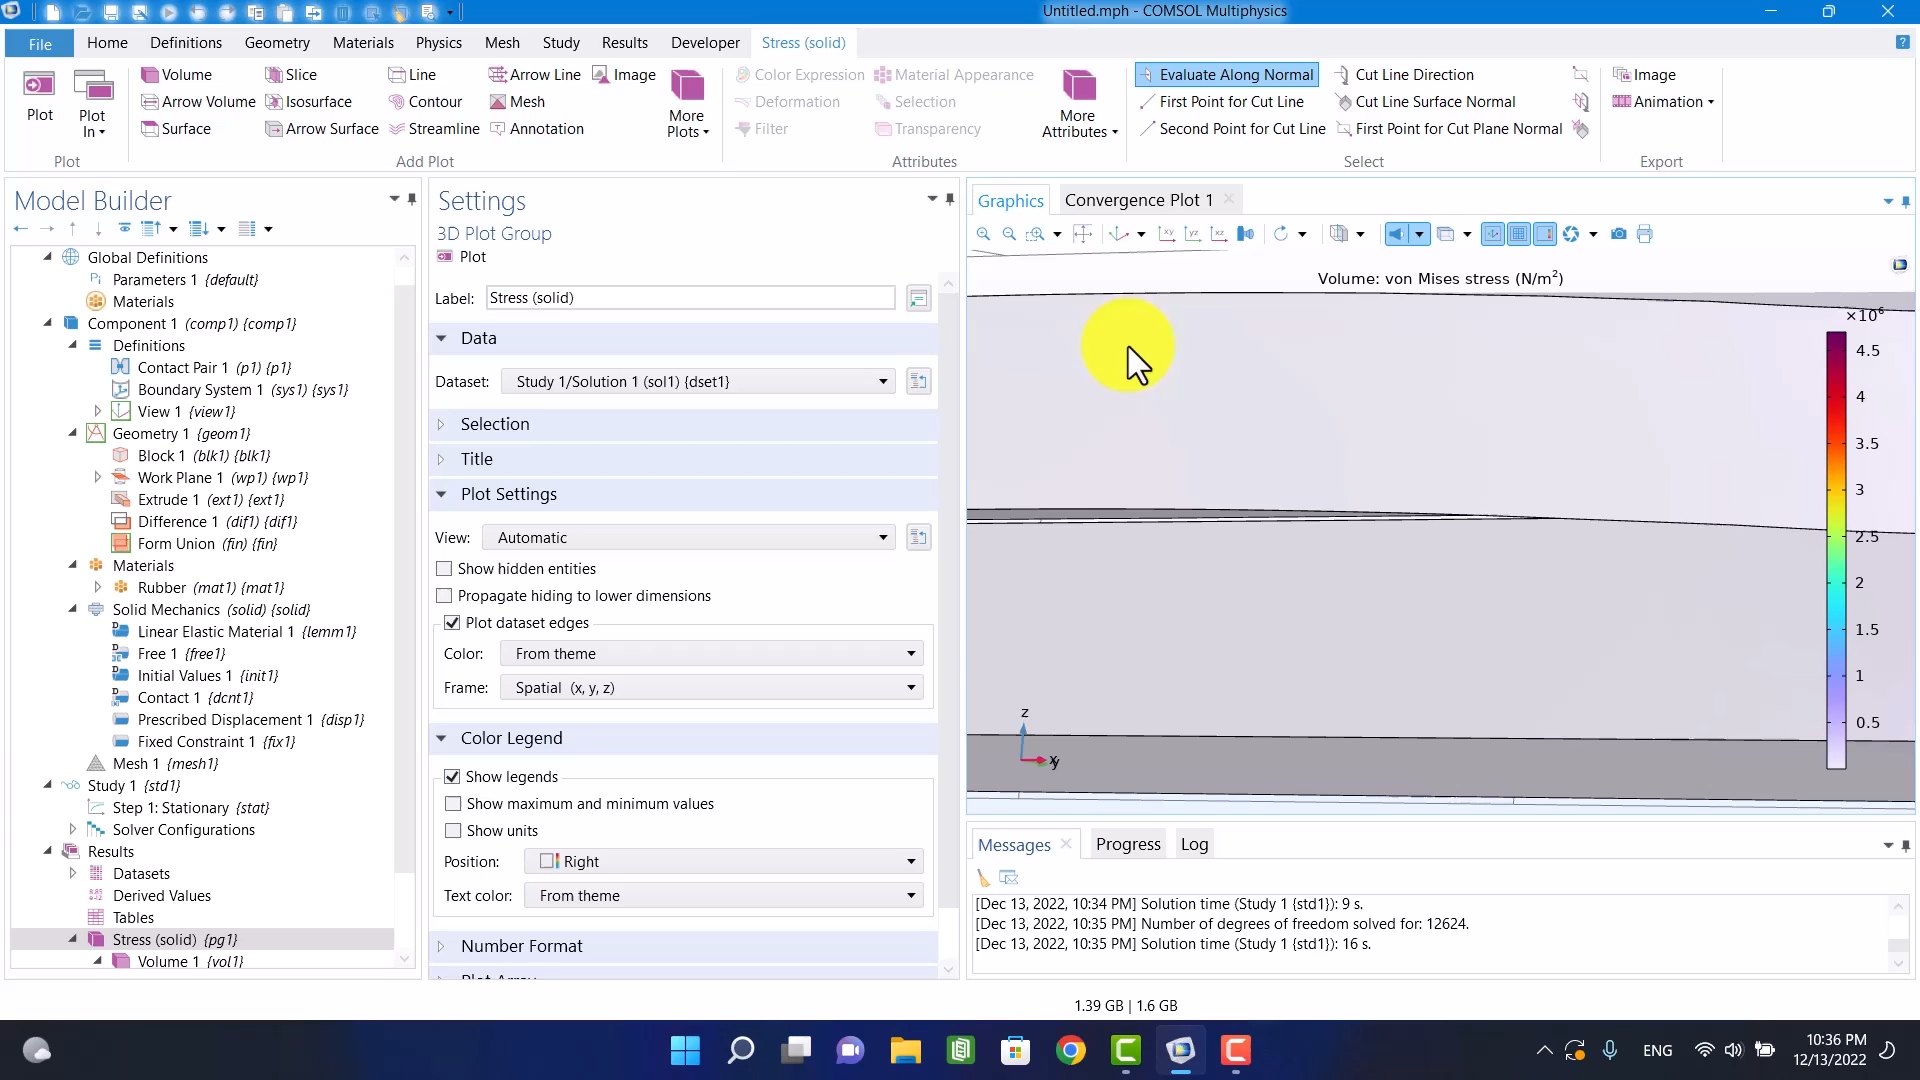 Untitled.mph - COMSOL Multiphysics
File Home Definitions Geometry Materials Physics Mesh Study Results Developer Stress (solid)
Volume Slice Line Arrow Line Image Color Expression Material Appearance Evaluate Along Normal Cut Line Direction Image
Arrow Volume Isosurface Contour Mesh Deformation Selection First Point for Cut Line Cut Line Surface Normal Animation
Surface Arrow Surface Streamline Annotation Filter Transparency Second Point for Cut Line First Point for Cut Plane Normal
Plot
Plot In
More Plots
More Attributes
Plot Add Plot Attributes Select Export
Model Builder
Global Definitions
Parameters 1 {default}
Materials
Component 1 (comp1) {comp1}
Definitions
Contact Pair 1 (p1) {p1}
Boundary System 1 (sys1) {sys1}
View 1 {view1}
Geometry 1 {geom1}
Block 1 (blk1) {blk1}
Work Plane 1 (wp1) {wp1}
Extrude 1 (ext1) {ext1}
Difference 1 (dif1) {dif1}
Form Union (fin) {fin}
Materials
Rubber (mat1) {mat1}
Solid Mechanics (solid) {solid}
Linear Elastic Material 1 {lemm1}
Free 1 {free1}
Initial Values 1 {init1}
Contact 1 {dcnt1}
Prescribed Displacement 1 {disp1}
Fixed Constraint 1 {fix1}
Mesh 1 {mesh1}
Study 1 {std1}
Step 1: Stationary {stat}
Solver Configurations
Results
Datasets
Derived Values
Tables
Stress (solid) {pg1}
Volume 1 {vol1}
Settings
3D Plot Group
Plot
Label: Stress (solid)
Data
Dataset: Study 1/Solution 1 (sol1) {dset1}
Selection
Title
Plot Settings
View: Automatic
Show hidden entities
Propagate hiding to lower dimensions
Plot dataset edges
Color: From theme
Frame: Spatial (x, y, z)
Color Legend
Show legends
Show maximum and minimum values
Show units
Position: Right
Text color: From theme
Number Format
Plot Array
Graphics Convergence Plot 1
Volume: von Mises stress (N/m²)
×10⁶
4.5
4
3.5
3
2.5
2
1.5
1
0.5
z
x
y
Messages Progress Log
[Dec 13, 2022, 10:34 PM] Solution time (Study 1 {std1}): 9 s.
[Dec 13, 2022, 10:35 PM] Number of degrees of freedom solved for: 12624.
[Dec 13, 2022, 10:35 PM] Solution time (Study 1 {std1}): 16 s.
1.39 GB | 1.6 GB
ENG
10:36 PM
12/13/2022